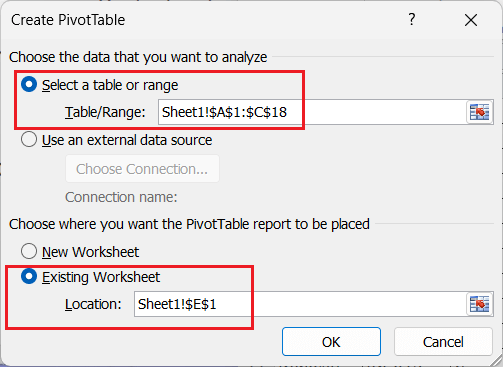 Create PivotTable ?
Choose the data that you want to analyze
Select a table or range
Table/Range: Sheet1!$A$1:$C$18
Use an external data source
Choose Connection...
Connection name:
Choose where you want the PivotTable report to be placed
New Worksheet
Existing Worksheet
Location: Sheet1!$E$1
OK Cancel